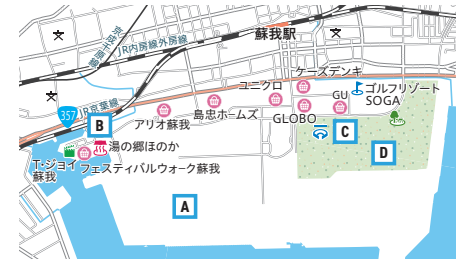 蘇我駅
京成千原線
JR内房線外房線
ケーズデンキ
ユニクロ
ゴルフリゾート
SOGA
JR京葉線
357
島忠ホームズ
GU
アリオ蘇我
GLOBO
B
C
湯の郷ほのか
D
T・ジョイ
蘇我
フェスティバルウォーク蘇我
A